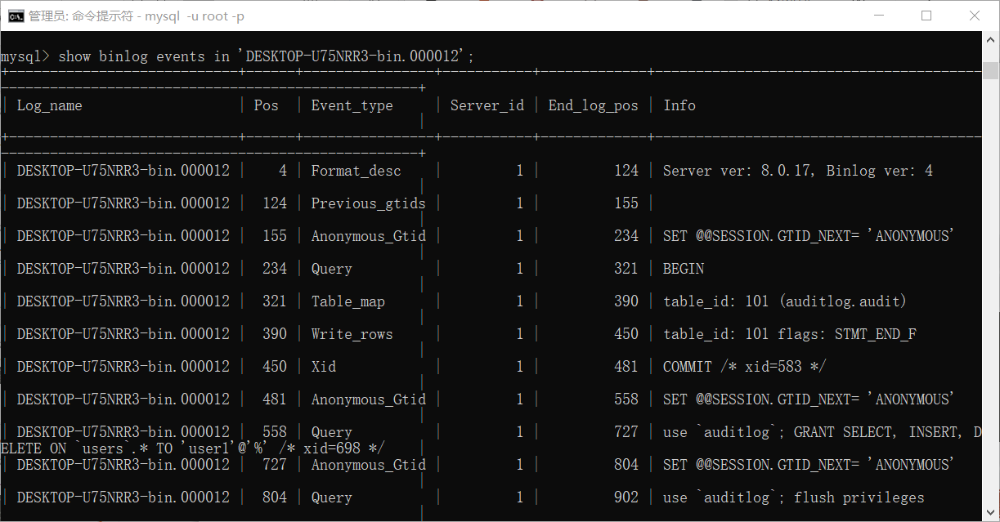 管理员: 命令提示符 - mysql  -u root -p
mysql> show binlog events in 'DESKTOP-U75NRR3-bin.000012';
| Log_name | Pos | Event_type | Server_id | End_log_pos | Info |
| DESKTOP-U75NRR3-bin.000012 | 4 | Format_desc | 1 | 124 | Server ver: 8.0.17, Binlog ver: 4 |
| DESKTOP-U75NRR3-bin.000012 | 124 | Previous_gtids | 1 | 155 | |
| DESKTOP-U75NRR3-bin.000012 | 155 | Anonymous_Gtid | 1 | 234 | SET @@SESSION.GTID_NEXT= 'ANONYMOUS' |
| DESKTOP-U75NRR3-bin.000012 | 234 | Query | 1 | 321 | BEGIN |
| DESKTOP-U75NRR3-bin.000012 | 321 | Table_map | 1 | 390 | table_id: 101 (auditlog.audit) |
| DESKTOP-U75NRR3-bin.000012 | 390 | Write_rows | 1 | 450 | table_id: 101 flags: STMT_END_F |
| DESKTOP-U75NRR3-bin.000012 | 450 | Xid | 1 | 481 | COMMIT /* xid=583 */ |
| DESKTOP-U75NRR3-bin.000012 | 481 | Anonymous_Gtid | 1 | 558 | SET @@SESSION.GTID_NEXT= 'ANONYMOUS' |
| DESKTOP-U75NRR3-bin.000012 | 558 | Query | 1 | 727 | use `auditlog`; GRANT SELECT, INSERT, D
ELETE ON `users`.* TO 'user1'@'%' /* xid=698 */ |
| DESKTOP-U75NRR3-bin.000012 | 727 | Anonymous_Gtid | 1 | 804 | SET @@SESSION.GTID_NEXT= 'ANONYMOUS' |
| DESKTOP-U75NRR3-bin.000012 | 804 | Query | 1 | 902 | use `auditlog`; flush privileges |